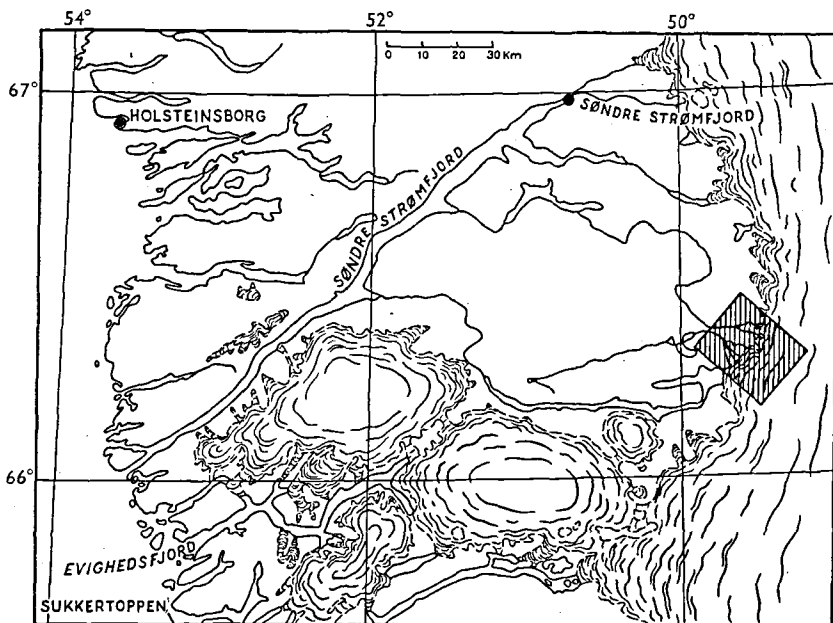 54°
52°
50°
0 10 20 30 Km
67°
HOLSTEINSBORG
SØNDRE STRØMFJORD
SØNDRE STRØMFJORD
66°
EVIGHEDSFJORD
SUKKERTOPPEN